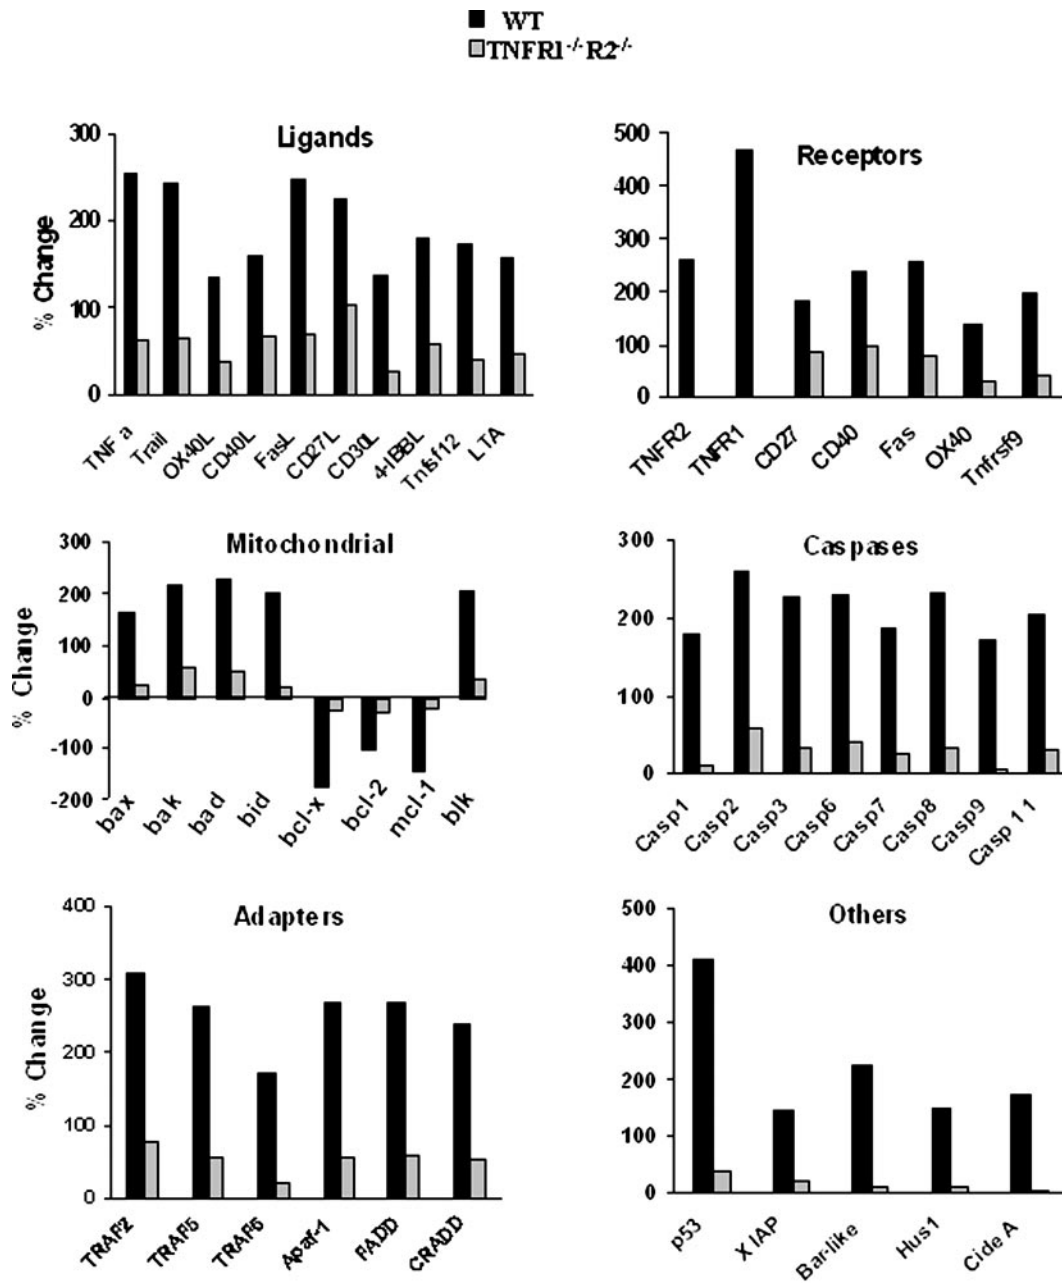 WT
TNFR1-/-R2-/-
Ligands
% Change
300
200
100
0
TNF a
Trail
OX40L
CD40L
FasL
CD27L
CD30L
4-IBBL
Tnfsf12
LTA
Receptors
500
400
300
200
100
0
TNFR2
TNFR1
CD27
CD40
Fas
OX40
Tnfrsf9
Mitochondrial
% Change
300
200
100
0
-100
-200
bax
bak
bad
bid
bcl-x
bcl-2
mcl-1
blk
Caspases
300
200
100
0
Casp1
Casp2
Casp3
Casp6
Casp7
Casp8
Casp9
Casp 11
Adapters
% Change
400
300
200
100
0
TRAF2
TRAF5
TRAF6
Apaf-1
FADD
CRADD
Others
500
400
300
200
100
0
p53
X IAP
Bar-like
Hus1
Cide A